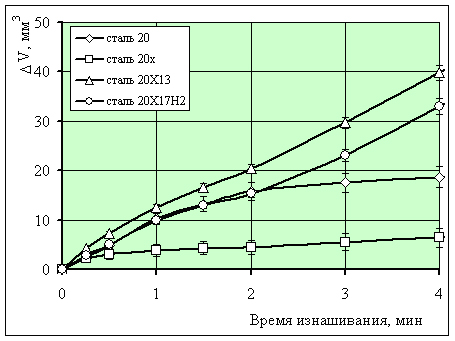 ΔV, мм³
50
40
30
20
10
0
сталь 20
сталь 20х
сталь 20Х13
сталь 20Х17Н2
0 1 2 3 4
Время изнашивания, мин